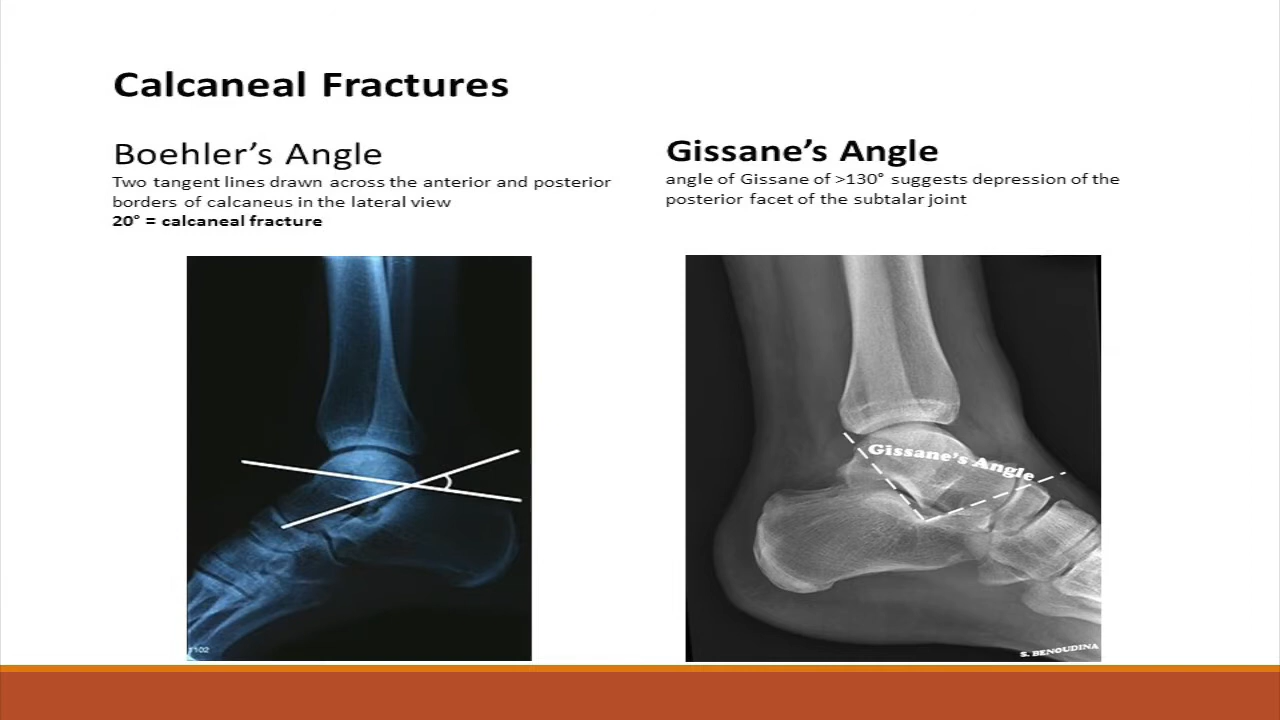 Calcaneal Fractures
Boehler's Angle
Two tangent lines drawn across the anterior and posterior
borders of calcaneus in the lateral view
20° = calcaneal fracture
Gissane's Angle
angle of Gissane of >130° suggests depression of the
posterior facet of the subtalar joint
Gissane's Angle
S. BENOUDINA